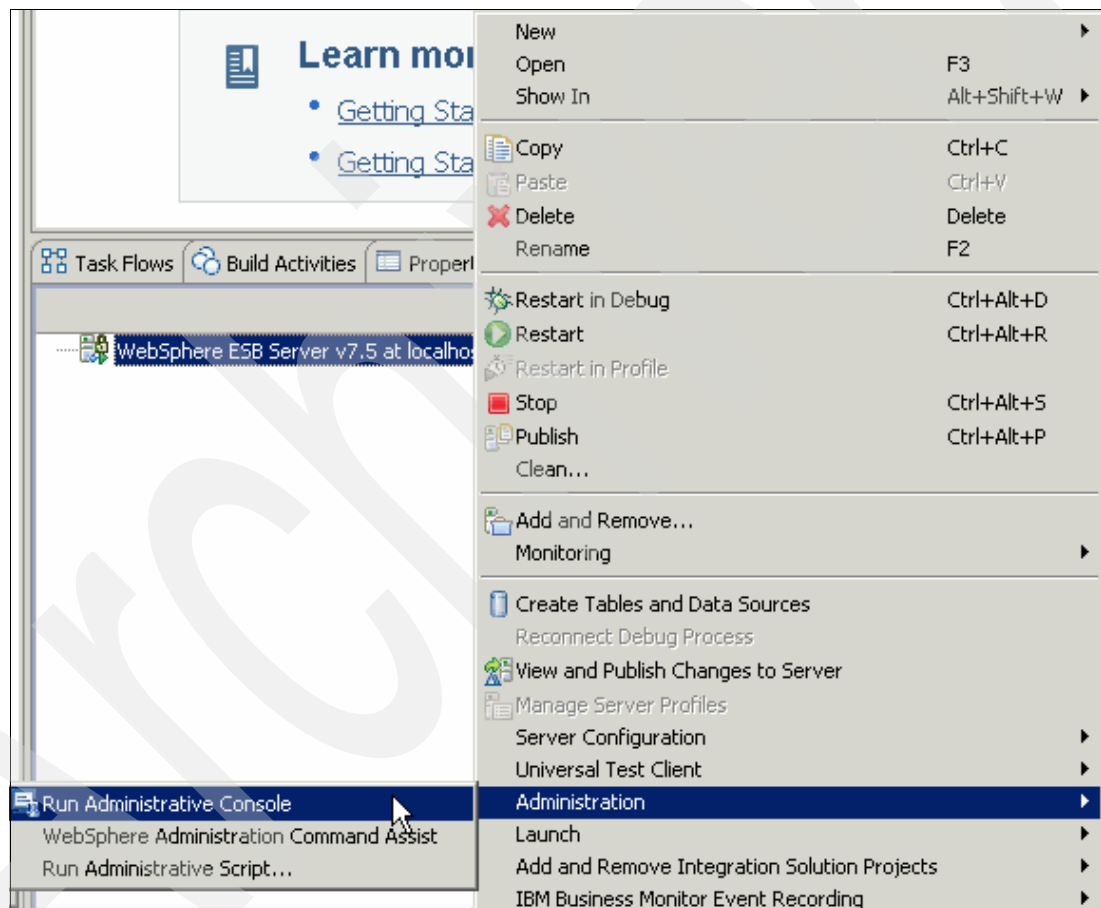 Learn mor
Getting Sta
Getting Sta
Task Flows
Build Activities
Propert
WebSphere ESB Server v7.5 at localhos
New
Open F3
Show In Alt+Shift+W
Copy Ctrl+C
Paste Ctrl+V
Delete Delete
Rename F2
Restart in Debug Ctrl+Alt+D
Restart Ctrl+Alt+R
Restart in Profile
Stop Ctrl+Alt+S
Publish Ctrl+Alt+P
Clean...
Add and Remove...
Monitoring
Create Tables and Data Sources
Reconnect Debug Process
View and Publish Changes to Server
Manage Server Profiles
Server Configuration
Universal Test Client
Administration
Launch
Add and Remove Integration Solution Projects
IBM Business Monitor Event Recording
Run Administrative Console
WebSphere Administration Command Assist
Run Administrative Script...